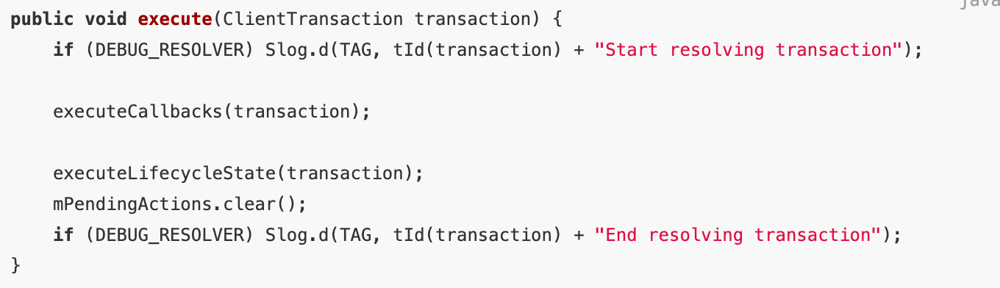 java
public void execute(ClientTransaction transaction) {
    if (DEBUG_RESOLVER) Slog.d(TAG, tId(transaction) + "Start resolving transaction");
    executeCallbacks(transaction);
    executeLifecycleState(transaction);
    mPendingActions.clear();
    if (DEBUG_RESOLVER) Slog.d(TAG, tId(transaction) + "End resolving transaction");
}